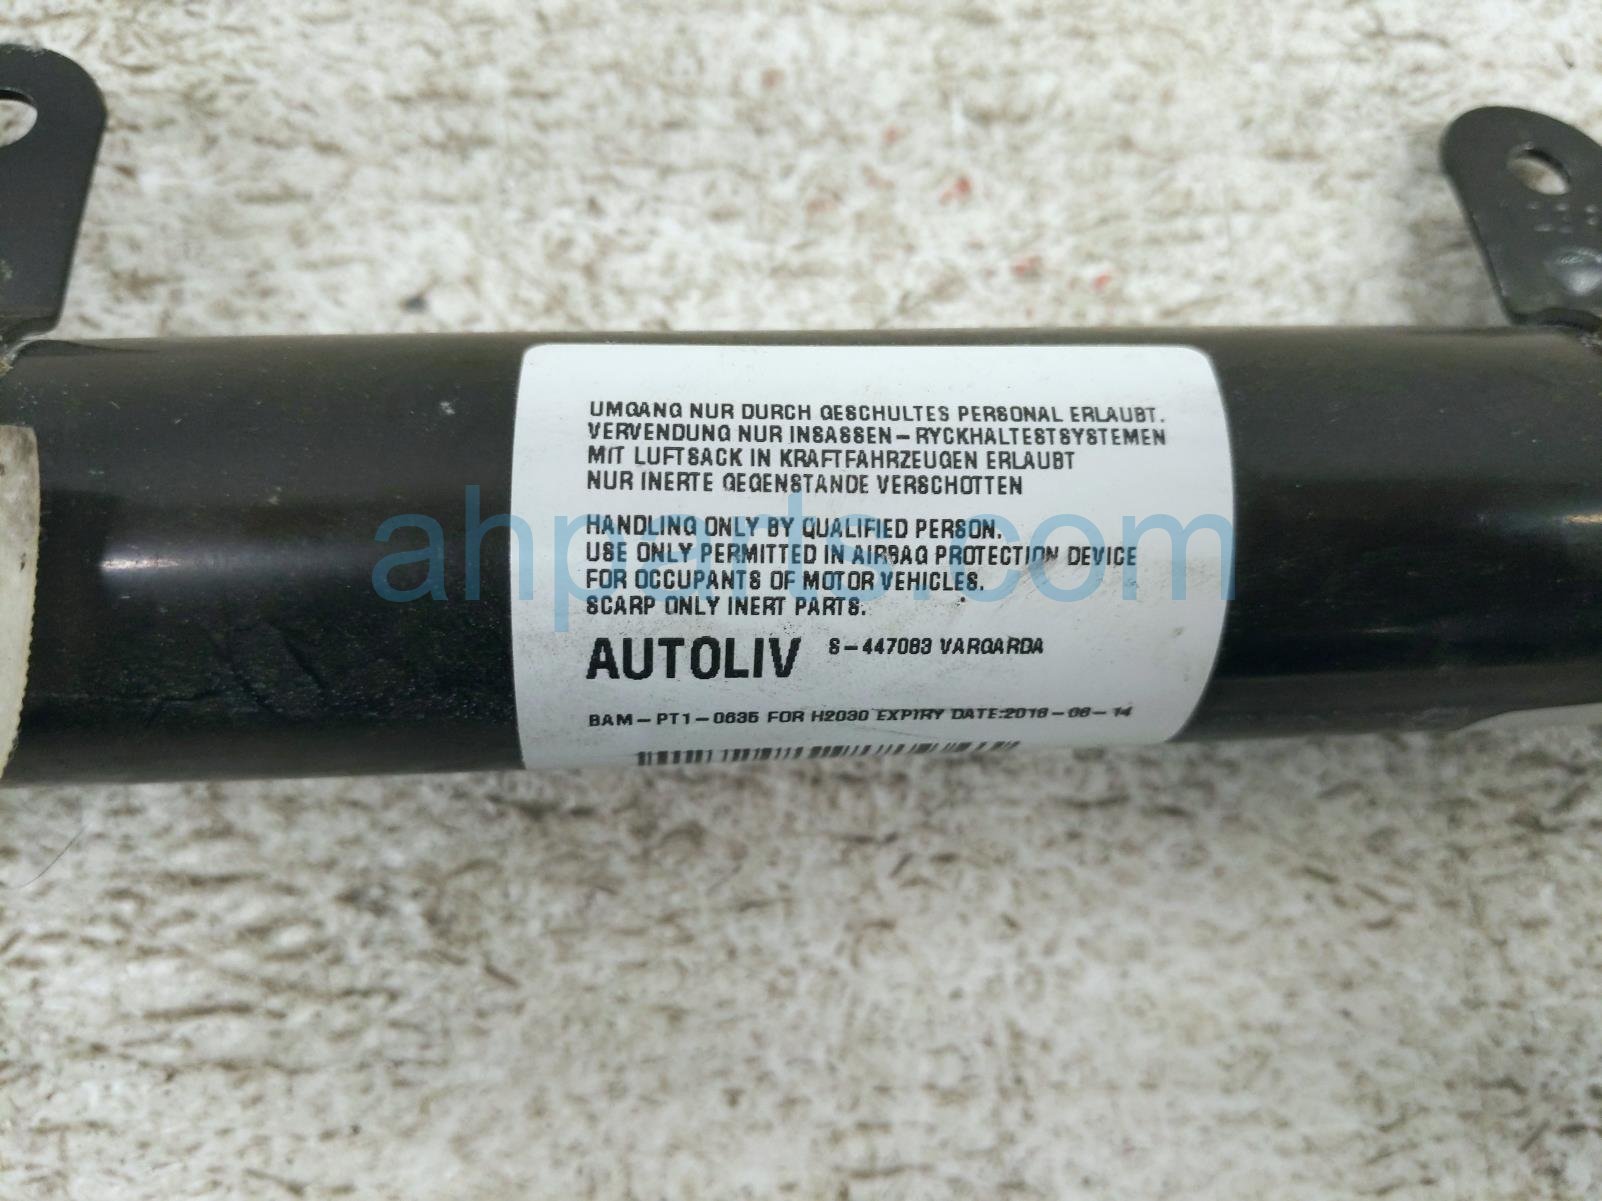 UMGANG NUR DURCH GESCHULTES PERSONAL ERLAUBT.
VERVENDUNG NUR INSASSEN-RYCKHALTESTSYSTEMEN
MIT LUFTSACK IN KRAFTFAHRZEUGEN ERLAUBT
NUR INERTE GEGENSTANDE VERSCHOTTEN
HANDLING ONLY BY QUALIFIED PERSON.
USE ONLY PERMITTED IN AIRBAG PROTECTION DEVICE
FOR OCCUPANTS OF MOTOR VEHICLES.
SCARP ONLY INERT PARTS.
AUTOLIV S-447083 VARGARDA
BAM-PT1-0635 FOR H2030 EXPIRY DATE:2018-06-14
ahparts.com